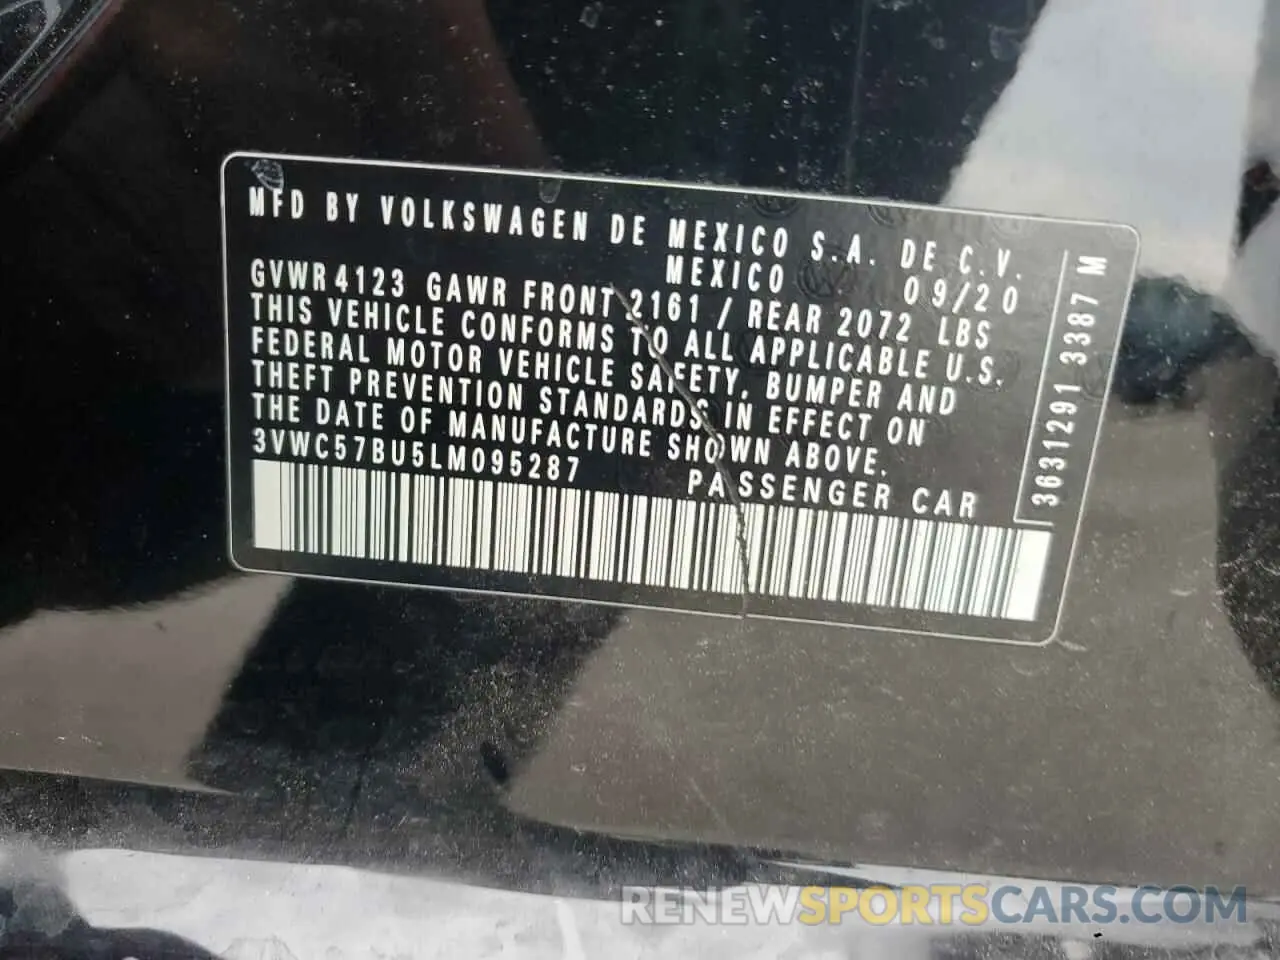 MFD BY VOLKSWAGEN DE MEXICO S.A. DE C.V.
MEXICO 09/20
GVWR 4123 GAWR FRONT 2161 / REAR 2072 LBS
THIS VEHICLE CONFORMS TO ALL APPLICABLE U.S.
FEDERAL MOTOR VEHICLE SAFETY, BUMPER AND
THEFT PREVENTION STANDARDS IN EFFECT ON
THE DATE OF MANUFACTURE SHOWN ABOVE.
3VWC57BU5LM095287
PASSENGER CAR
3631291 3387 M
RENEWSPORTSCARS.COM